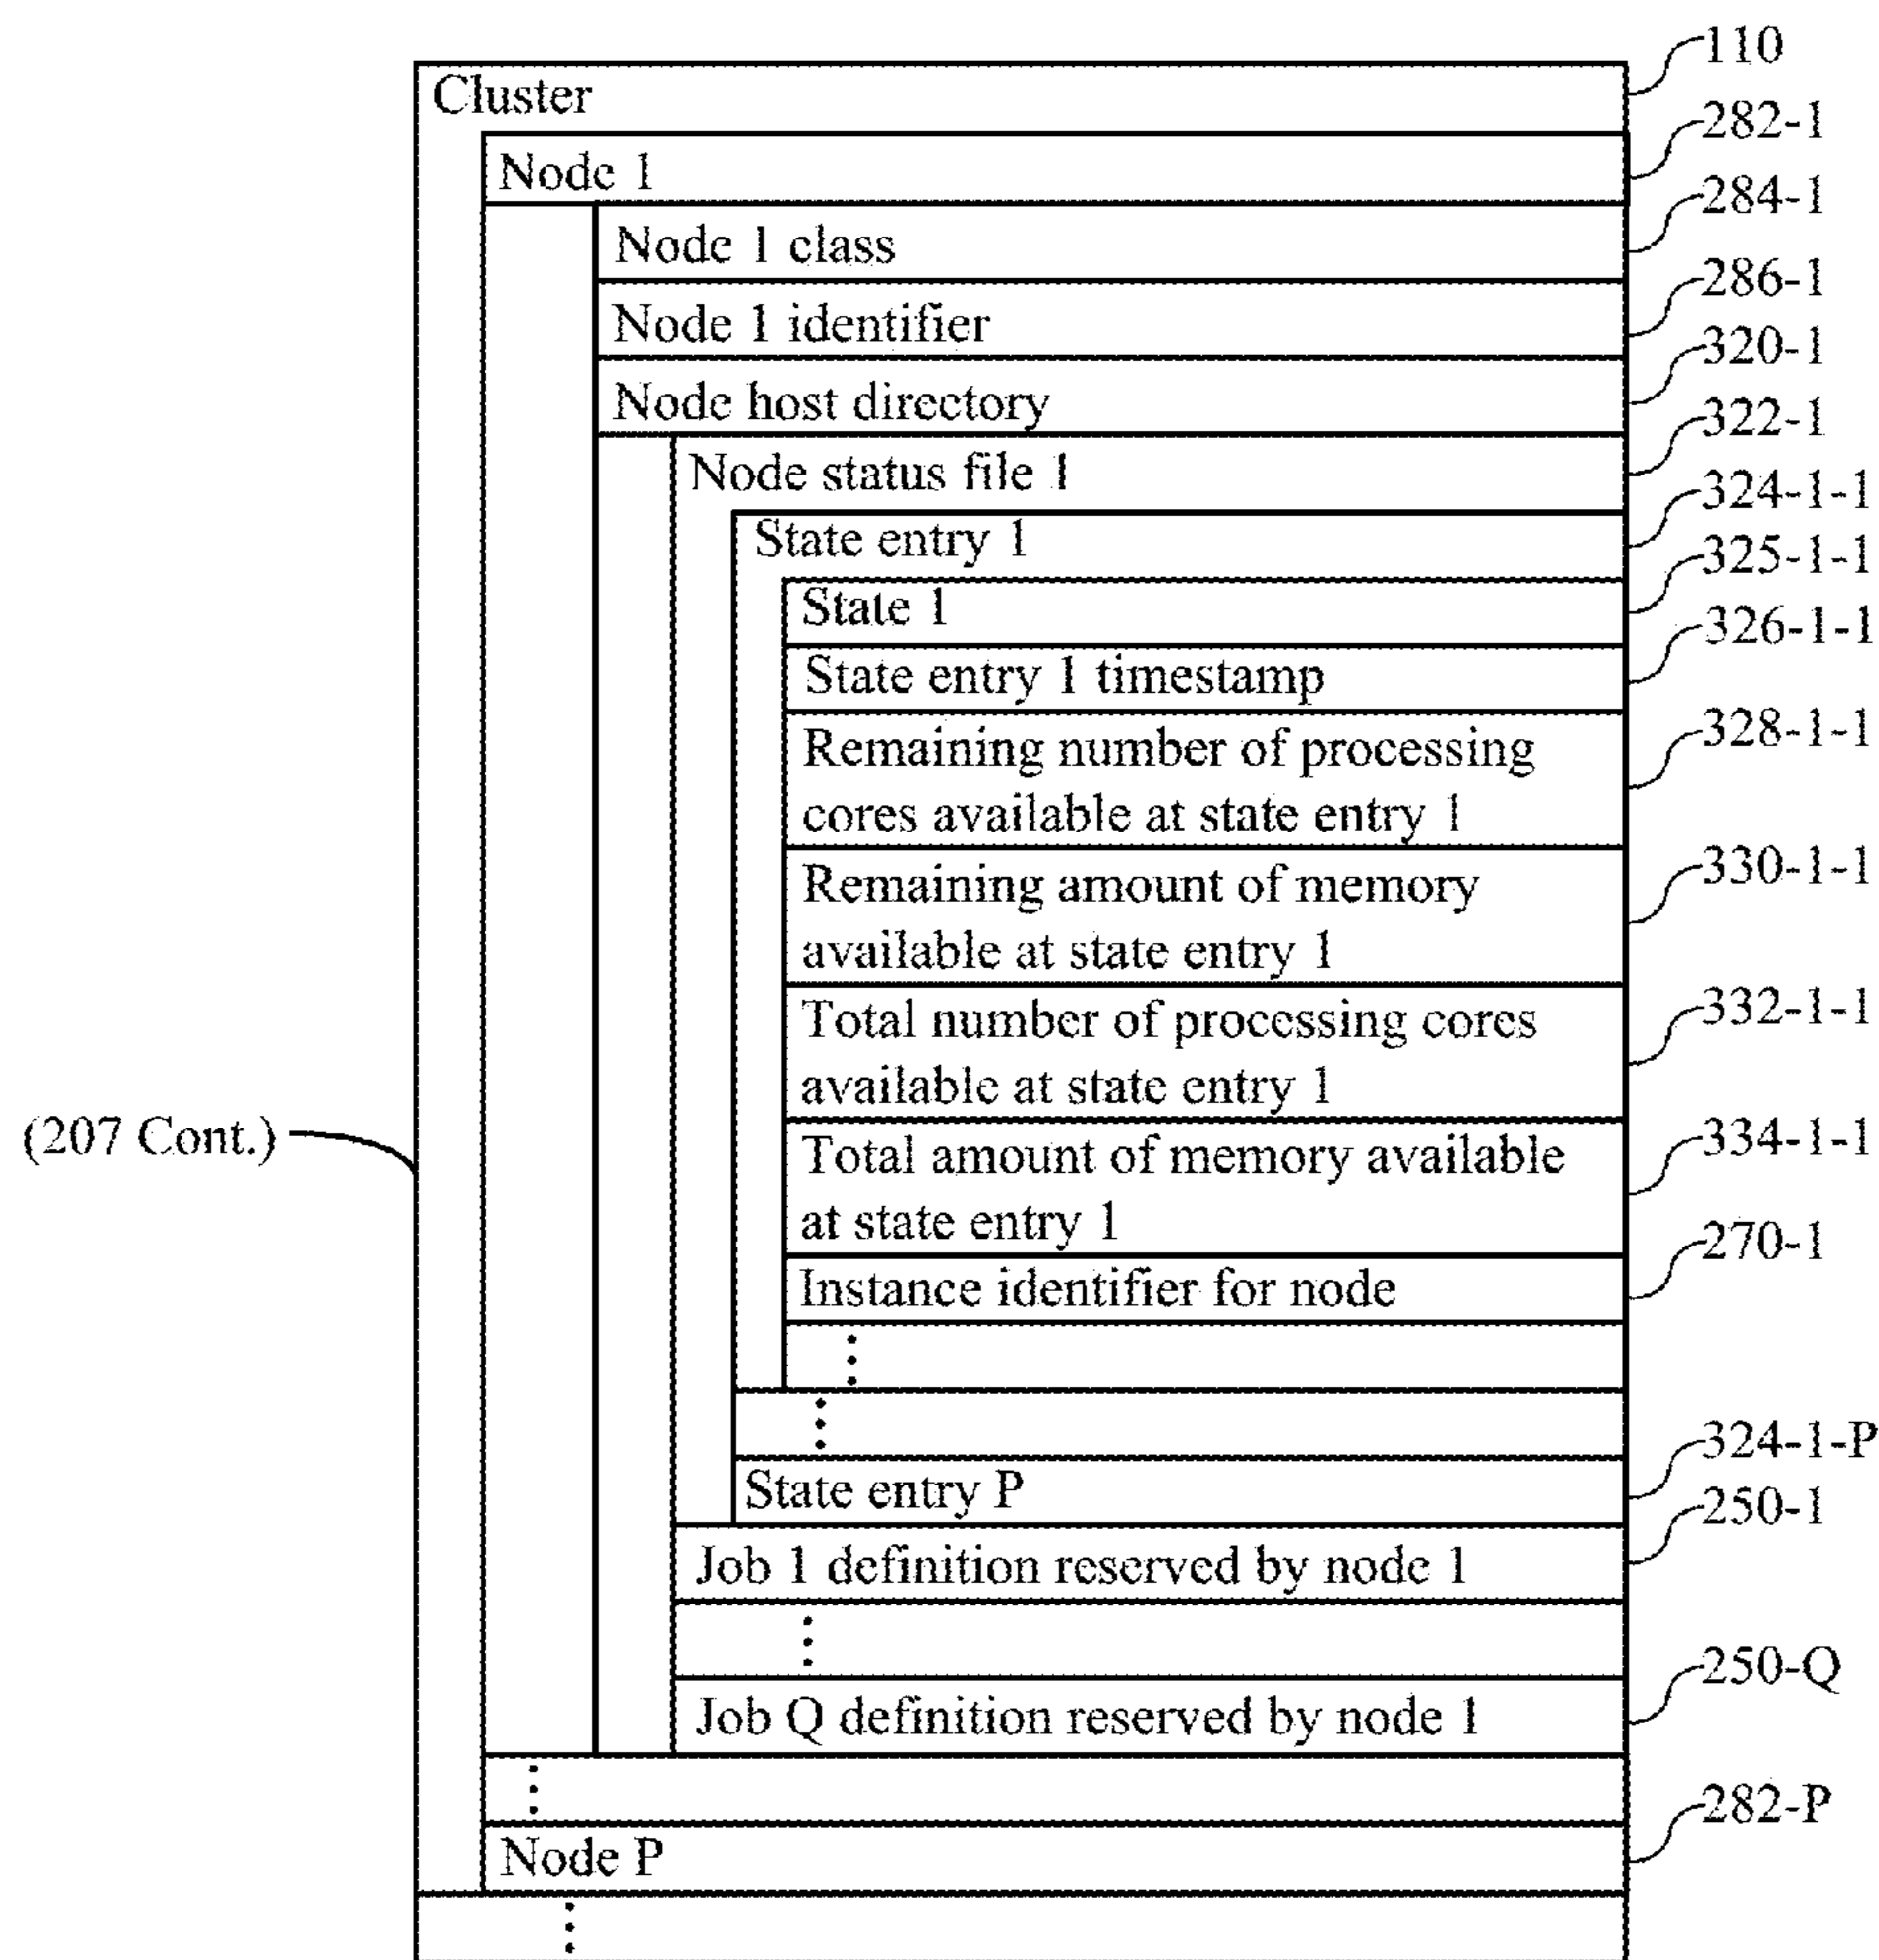 110
Cluster
282-1
Node 1
284-1
Node 1 class
286-1
Node 1 identifier
320-1
Node host directory
322-1
Node status file 1
324-1-1
State entry 1
325-1-1
State 1
326-1-1
State entry 1 timestamp
328-1-1
Remaining number of processing
cores available at state entry 1
330-1-1
Remaining amount of memory
available at state entry 1
332-1-1
Total number of processing cores
available at state entry 1
(207 Cont.)
334-1-1
Total amount of memory available
at state entry 1
270-1
Instance identifier for node
324-1-P
State entry P
250-1
Job 1 definition reserved by node 1
250-Q
Job Q definition reserved by node 1
282-P
Node P